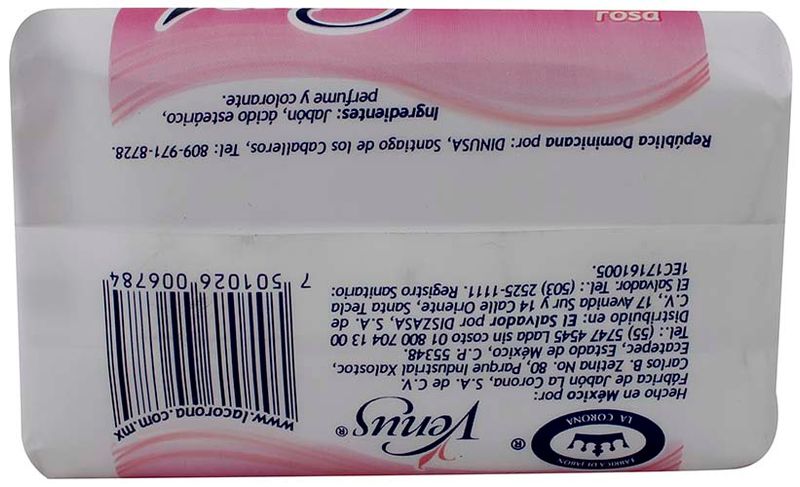 FABRICA DE JABON
LA CORONA
®
Venus®
www.lacorona.com.mx
Hecho en México por:
Fábrica de Jabón La Corona, S.A. de C.V.
Carlos B. Zetina No. 80, Parque Industrial Xalostoc,
Ecatepec, Estado de México, C.P. 55348.
Tel.: (55) 5747 4545 Lada sin costo 01 800 704 13 00
Distribuido en: El Salvador por DISZASA, S.A. de
C.V., 17 Avenida Sur y 14 Calle Oriente, Santa Tecla
El Salvador. Tel.: (503) 2525-1111. Registro Sanitario:
1EC17161005.
7 501026 006784
República Dominicana por: DINUSA, Santiago de los Caballeros, Tel: 809-971-8728.
Ingredientes: Jabón, ácido esteárico,
perfume y colorante.
rosa